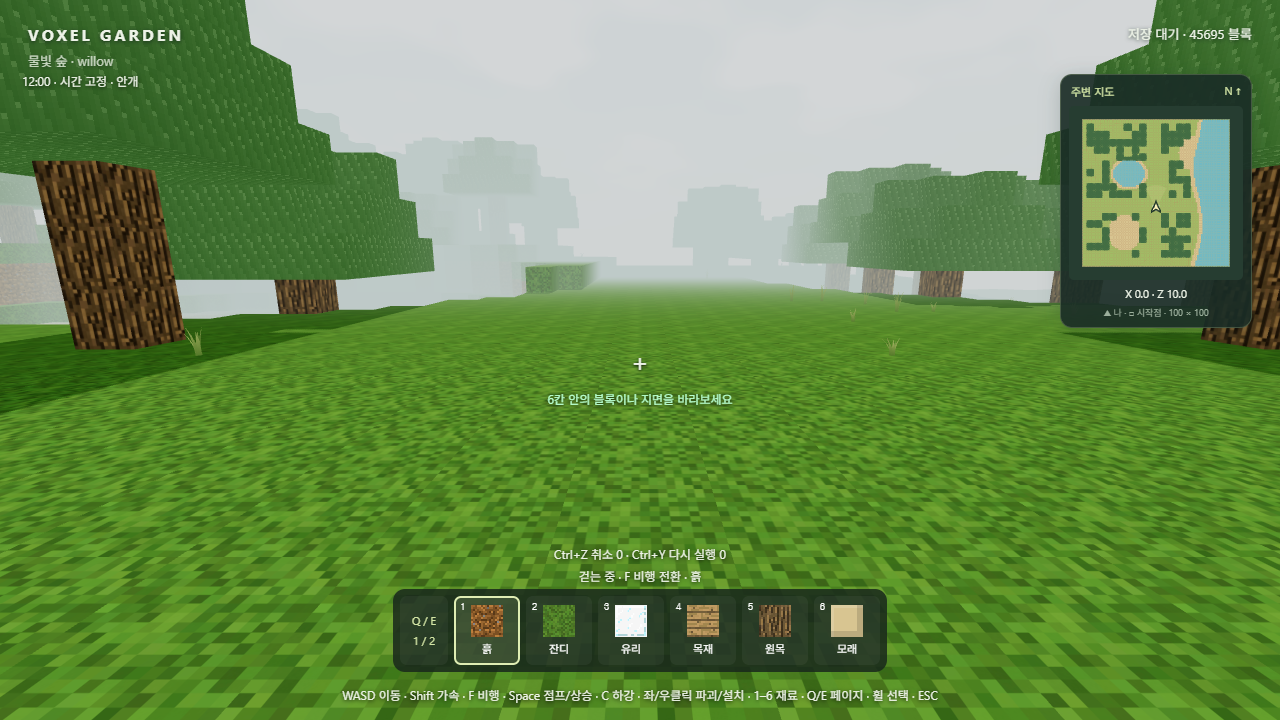 VOXEL GARDEN
물빛 숲 · willow
12:00 · 시간 고정 · 안개
저장 대기 · 45695 블록
주변 지도
N ↑
X 0.0 · Z 10.0
▲ 나 · □ 시작점 · 100 × 100
6칸 안의 블록이나 지면을 바라보세요
Ctrl+Z 취소 0 · Ctrl+Y 다시 실행 0
걷는 중 · F 비행 전환 · 흙
Q / E
1 / 2
1
흙
2
잔디
3
유리
4
목재
5
원목
6
모래
WASD 이동 · Shift 가속 · F 비행 · Space 점프/상승 · C 하강 · 좌/우클릭 파괴/설치 · 1–6 재료 · Q/E 페이지 · 휠 선택 · ESC